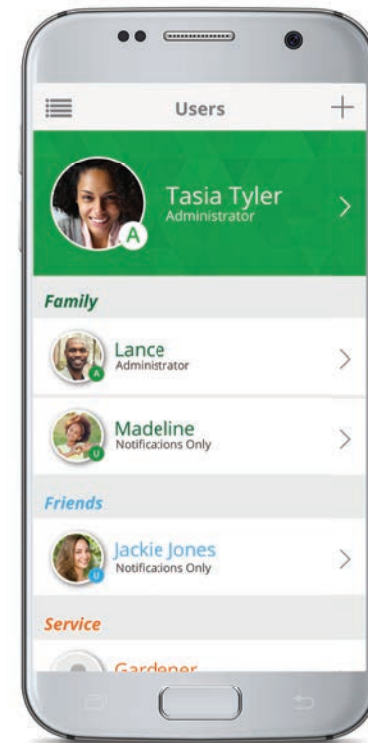 Users
Tasia Tyler
Administrator
A
Family
Lance
Administrator
A
Madeline
Notifications Only
U
Friends
Jackie Jones
Notifications Only
U
Service
Gardener